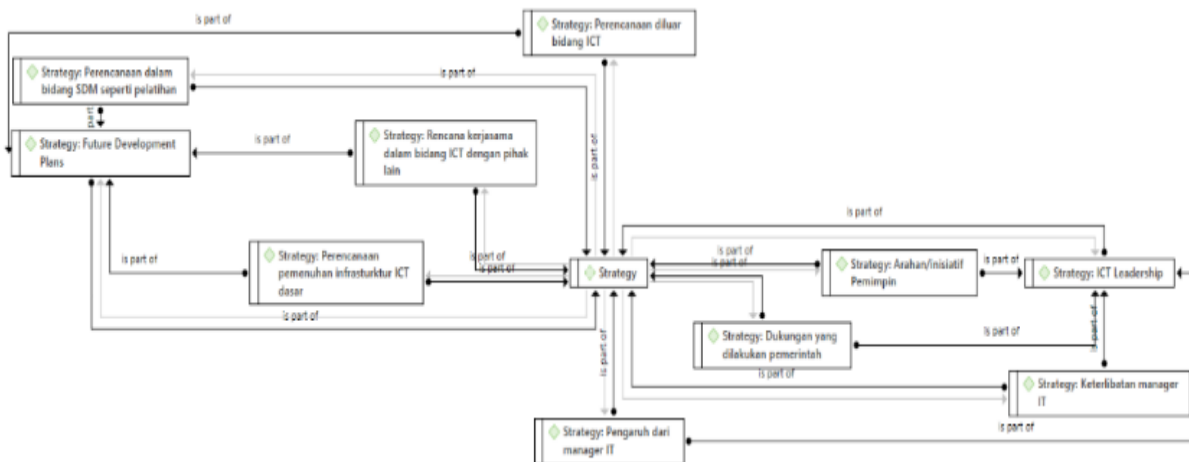 is part of
Strategy: Perencanaan diluar
bidang ICT
Strategy: Perencanaan dalam
bidang SDM seperti pelatihan
is part of
part
Strategy: Future Development
Plans
is part of
Strategy: Rencana kerjasama
dalam bidang ICT dengan pihak
lain
is part of
is part of
is part of
Strategy: Perencanaan
pemenuhan infrasturktur ICT
dasar
is part of
is part of
Strategy
is part of
Strategy: Arahan/inisiatif
Pemimpin
is part of
Strategy: ICT Leadership
is part of
Strategy: Dukungan yang
dilakukan pemerintah
is part of
is part of
is part of
is part of
Strategy: Keterlibatan manager
IT
Strategy: Pengaruh dari
manager IT
is part of